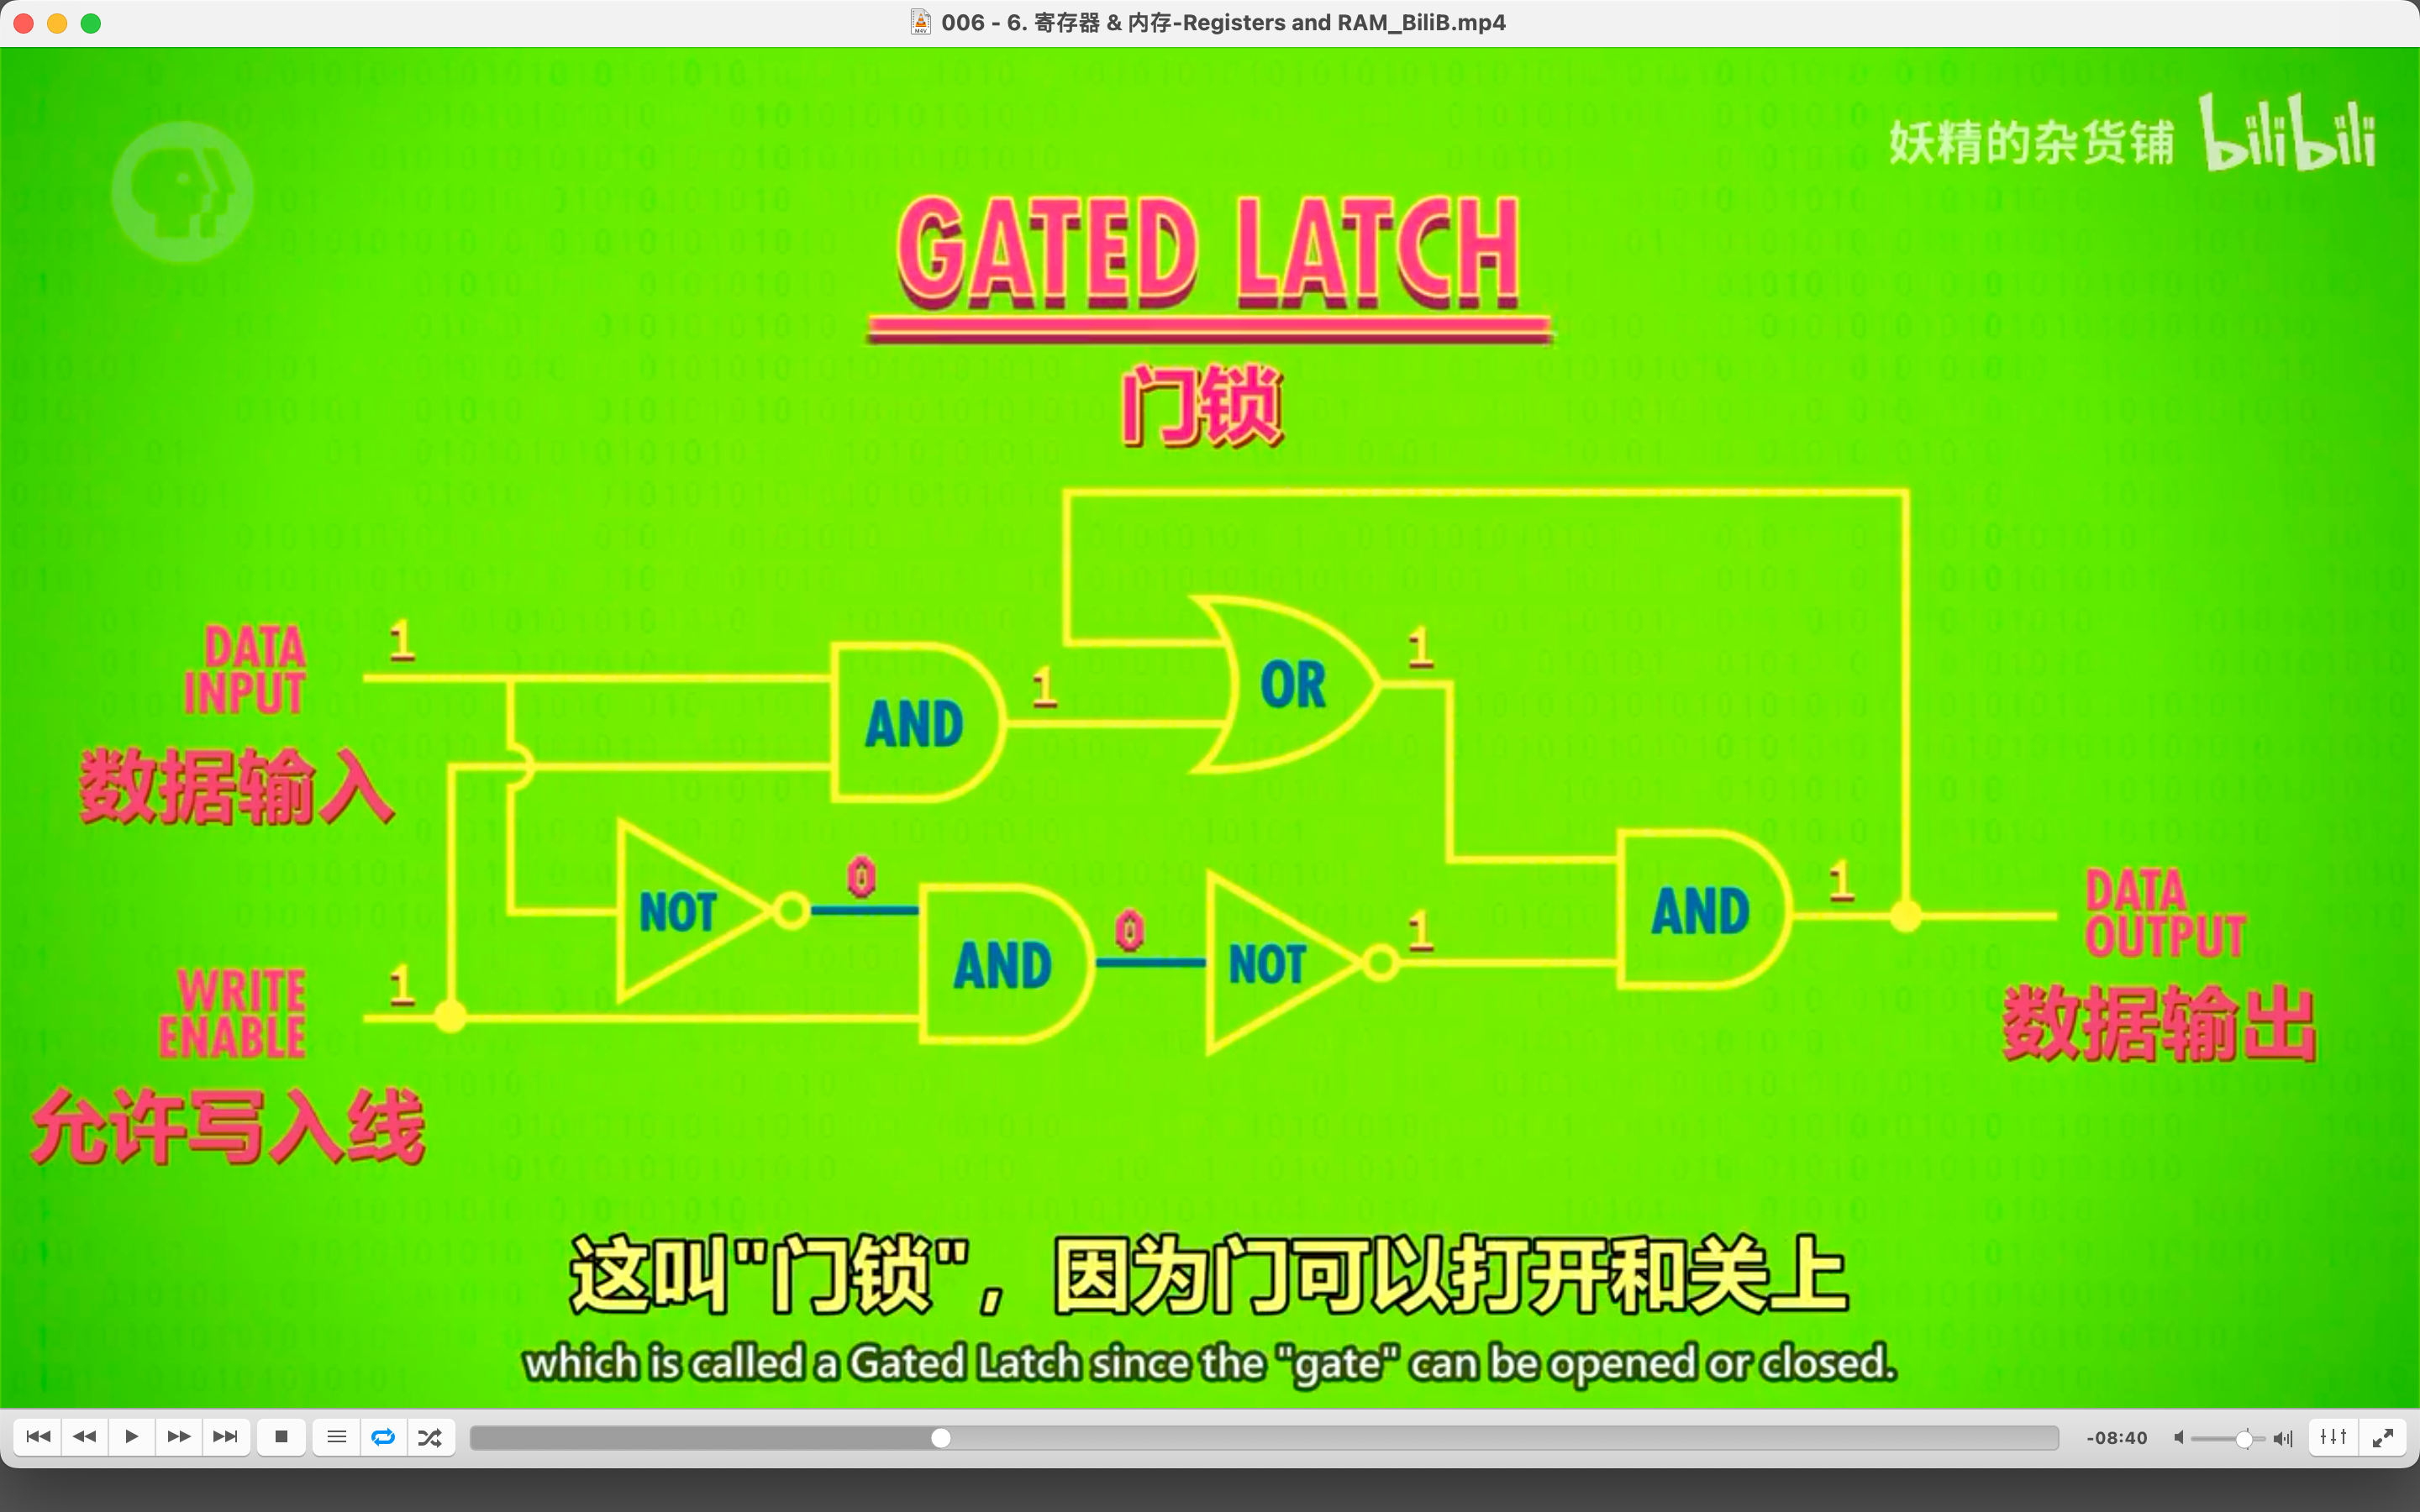 006 - 6. 寄存器 & 内存-Registers and RAM_BiliB.mp4
妖精的杂货铺 bilibili
GATED LATCH
门锁
DATA
INPUT
1
数据输入
AND
1
OR
1
NOT
0
AND
0
NOT
1
AND
1
DATA
OUTPUT
数据输出
WRITE
ENABLE
1
允许写入线
这叫"门锁"，因为门可以打开和关上
which is called a Gated Latch since the "gate" can be opened or closed.
-08:40